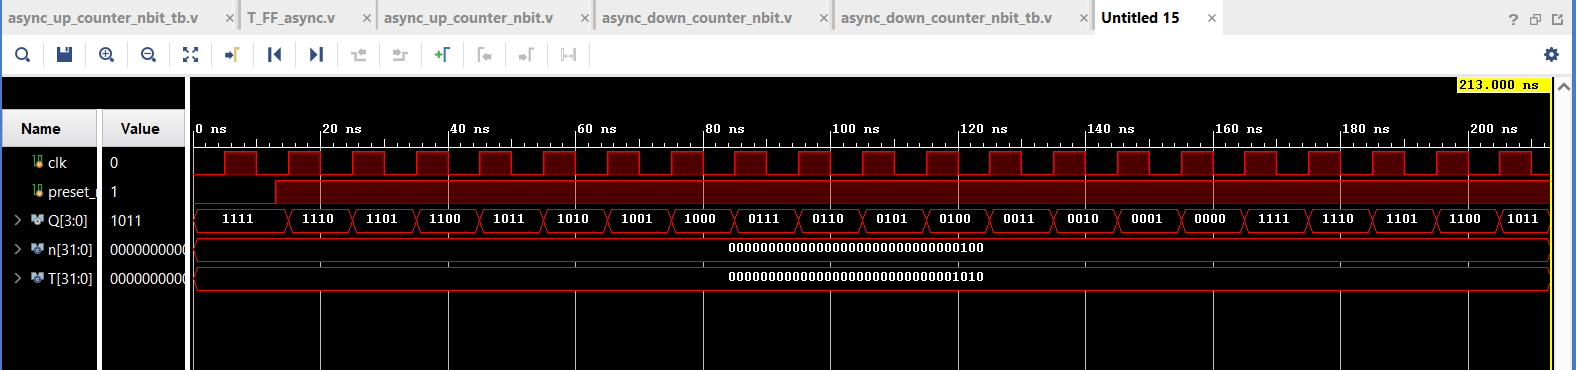 async_up_counter_nbit_tb.v × T_FF_async.v × async_up_counter_nbit.v × async_down_counter_nbit.v × async_down_counter_nbit_tb.v × Untitled 15 × ?
213.000 ns
Name Value 0 ns 20 ns 40 ns 60 ns 80 ns 100 ns 120 ns 140 ns 160 ns 180 ns 200 ns
clk 0
preset_ 1
Q[3:0] 1011 1111 1110 1101 1100 1011 1010 1001 1000 0111 0110 0101 0100 0011 0010 0001 0000 1111 1110 1101 1100 1011
n[31:0] 0000000000 00000000000000000000000000000100
T[31:0] 0000000000 00000000000000000000000000001010